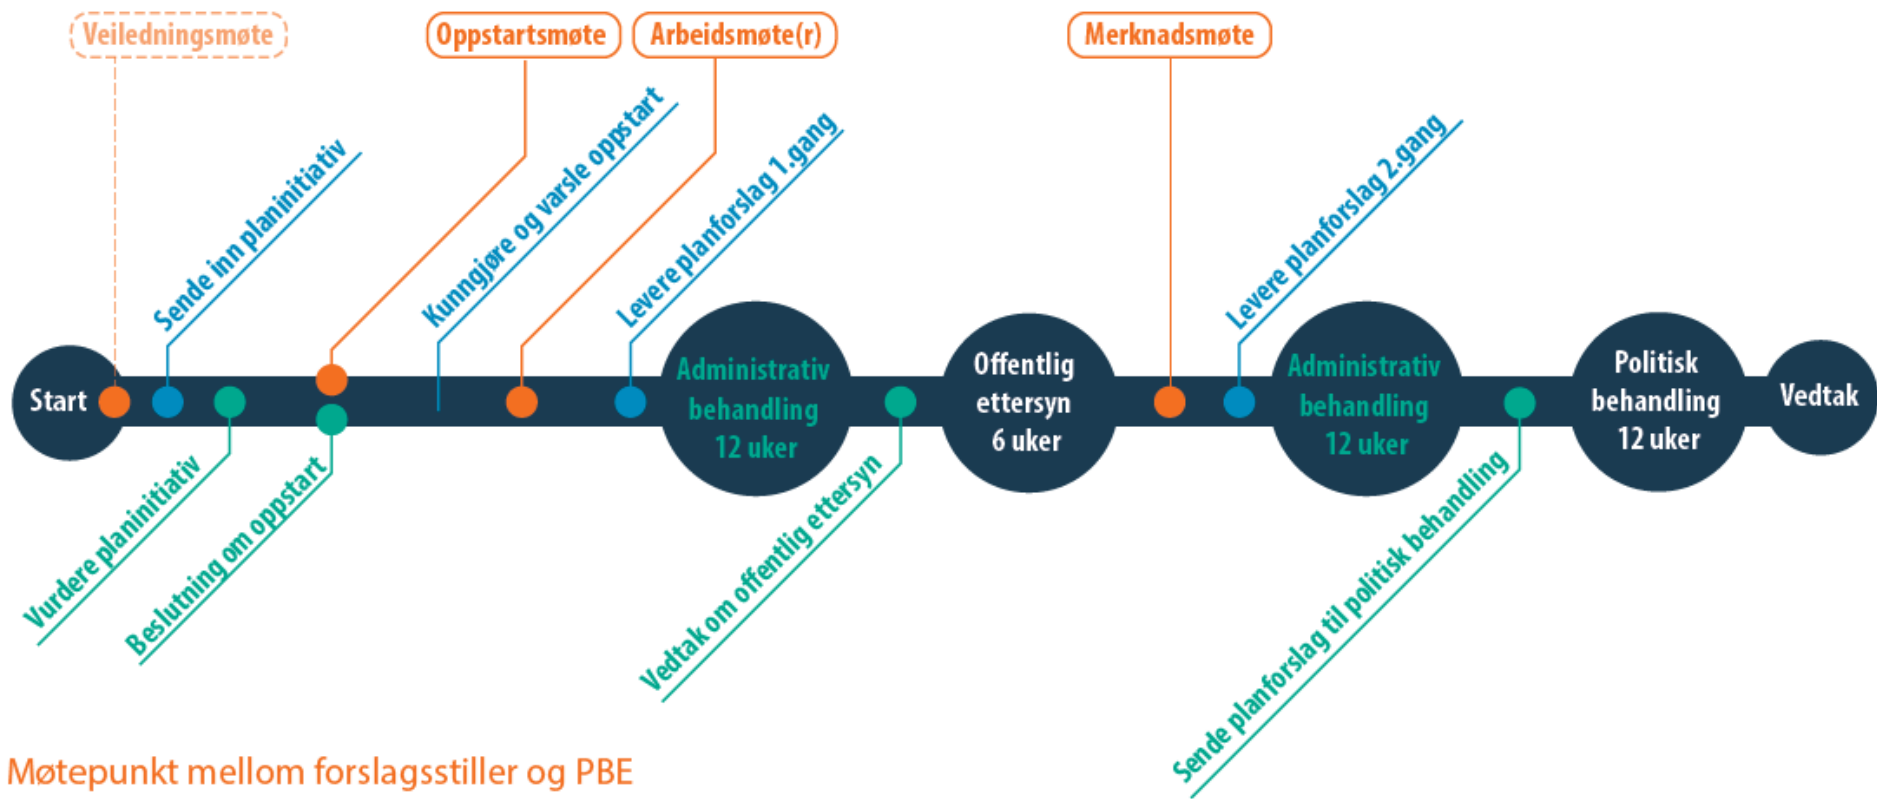 Veiledningsmøte
Oppstartsmøte
Arbeidsmøte(r)
Merknadsmøte
Sende inn planinitiativ
Kunngjøre og varsle oppstart
Levere planforslag 1.gang
Levere planforslag 2.gang
Start
Administrativ
behandling
12 uker
Offentlig
ettersyn
6 uker
Administrativ
behandling
12 uker
Politisk
behandling
12 uker
Vedtak
Vurdere planinitiativ
Beslutning om oppstart
Vedtak om offentlig ettersyn
Sende planforslag til politisk behandling
Møtepunkt mellom forslagsstiller og PBE